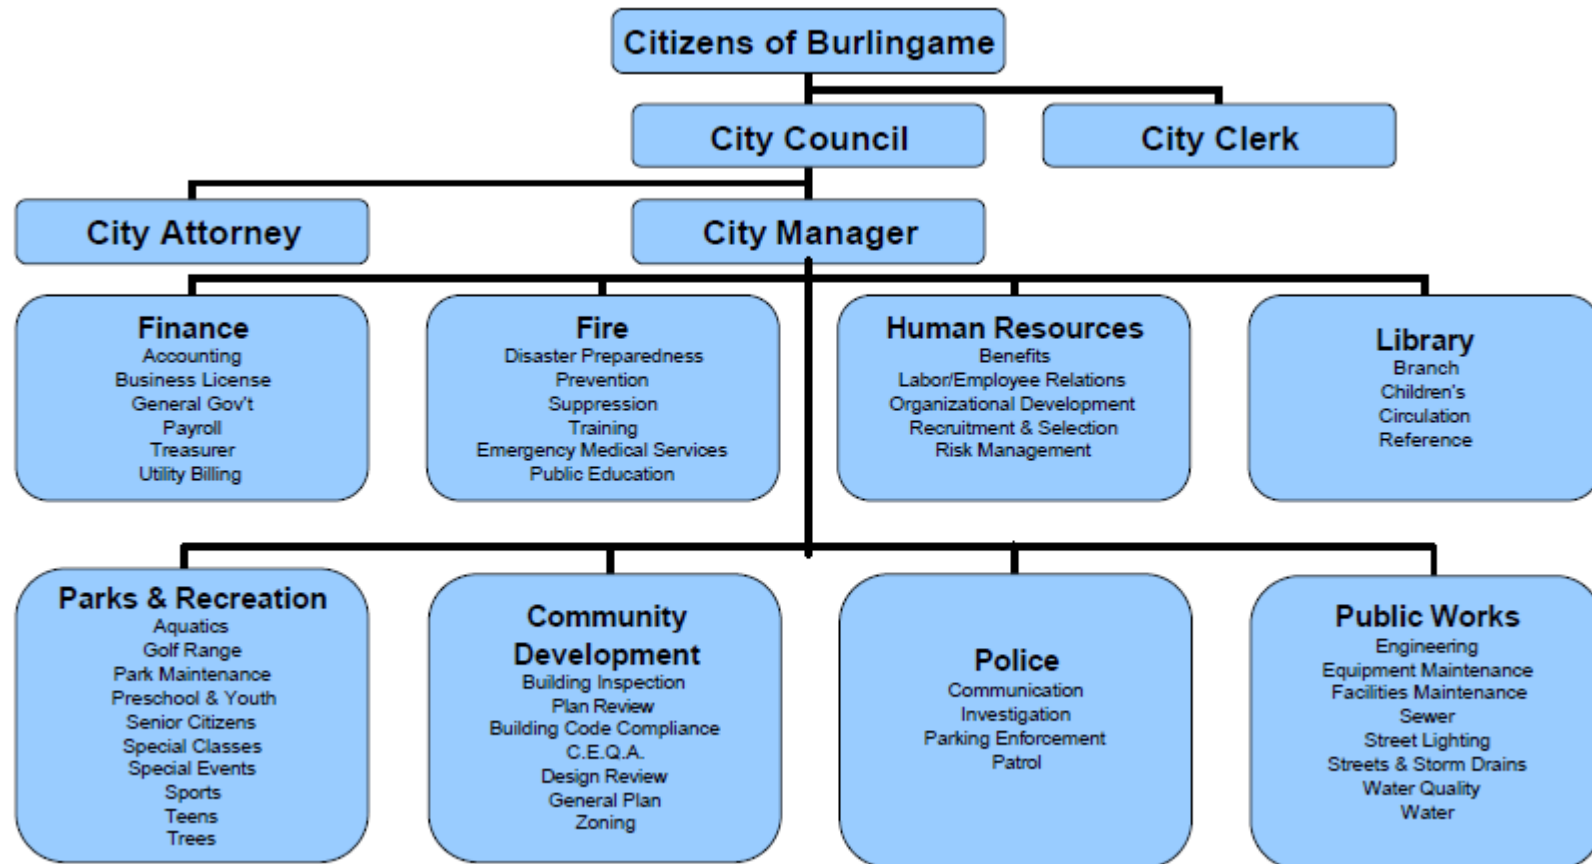 Citizens of Burlingame
City Council
City Clerk
City Attorney
City Manager
Finance
Accounting
Business License
General Gov't
Payroll
Treasurer
Utility Billing
Fire
Disaster Preparedness
Prevention
Suppression
Training
Emergency Medical Services
Public Education
Human Resources
Benefits
Labor/Employee Relations
Organizational Development
Recruitment & Selection
Risk Management
Library
Branch
Children's
Circulation
Reference
Parks & Recreation
Aquatics
Golf Range
Park Maintenance
Preschool & Youth
Senior Citizens
Special Classes
Special Events
Sports
Teens
Trees
Community
Development
Building Inspection
Plan Review
Building Code Compliance
C.E.Q.A.
Design Review
General Plan
Zoning
Police
Communication
Investigation
Parking Enforcement
Patrol
Public Works
Engineering
Equipment Maintenance
Facilities Maintenance
Sewer
Street Lighting
Streets & Storm Drains
Water Quality
Water